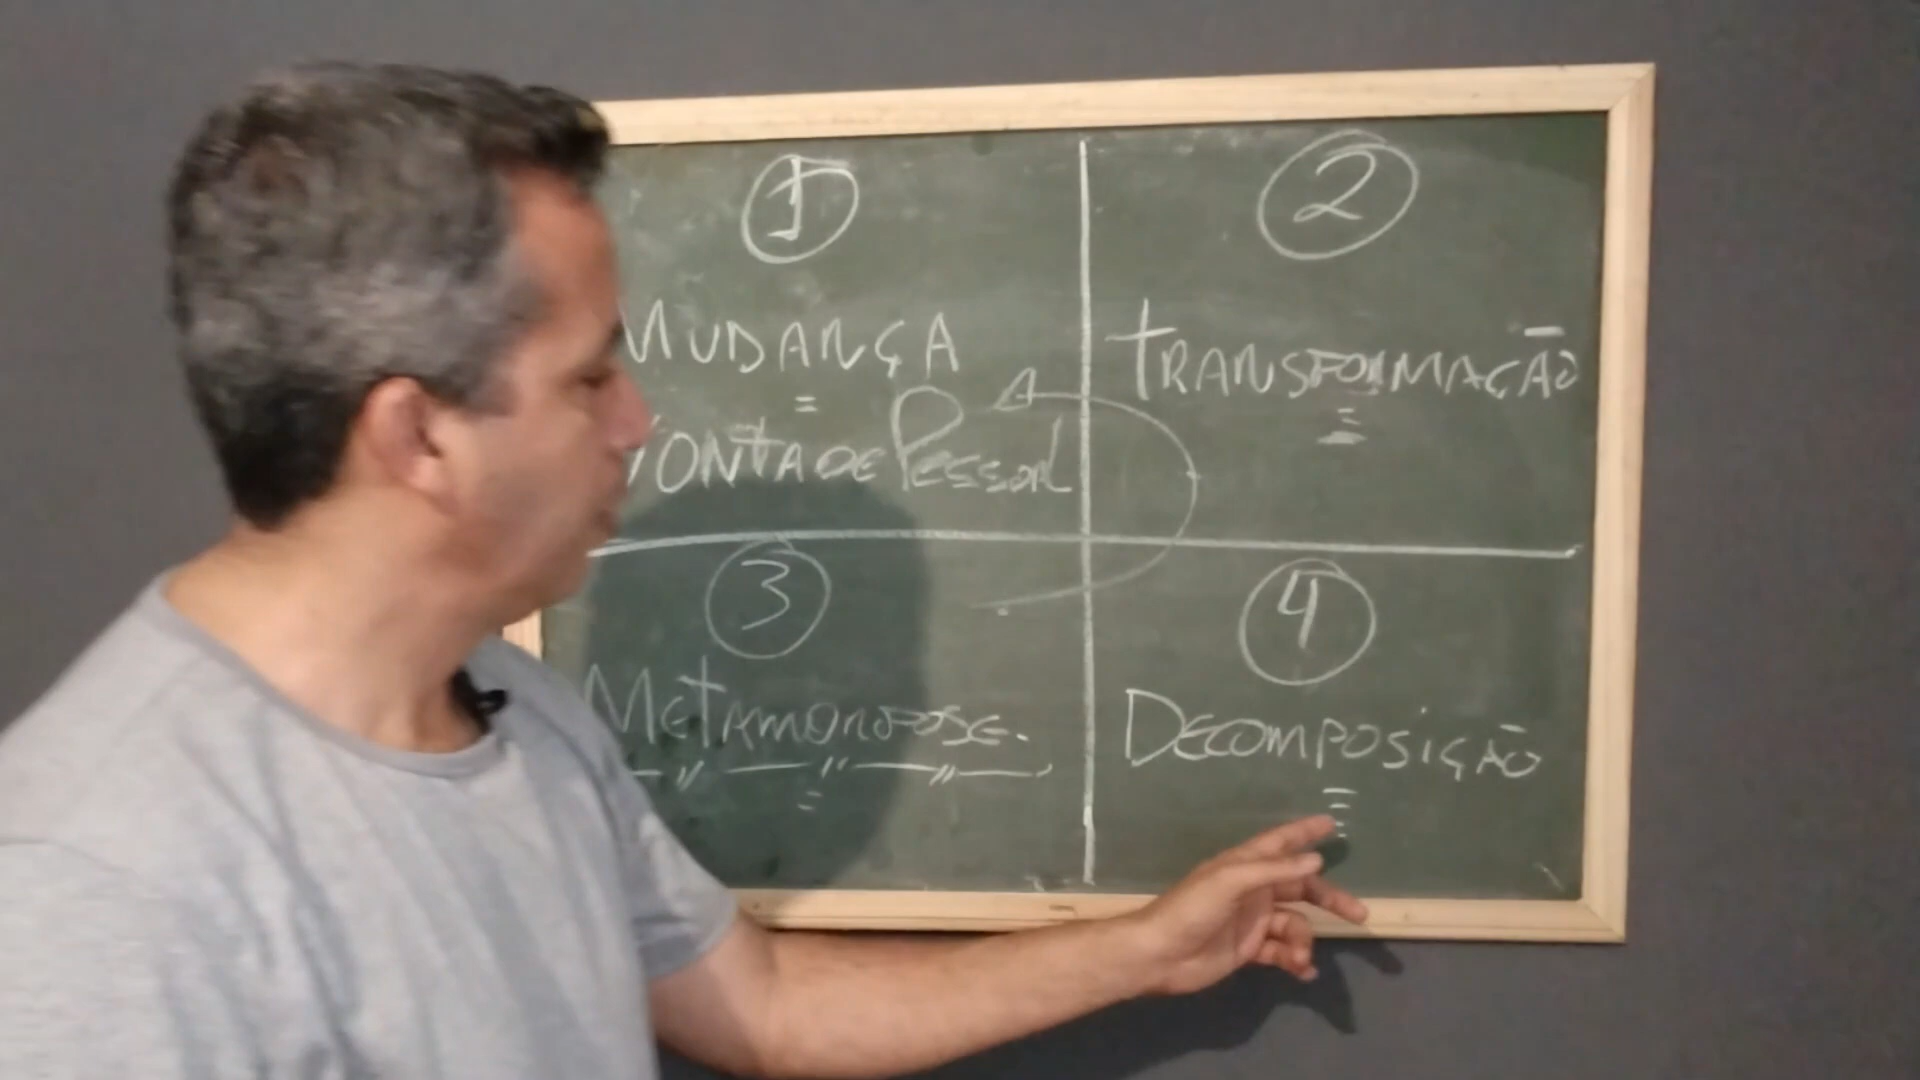 1
MUDANÇA
VONTADE PESSOAL
2
TRANSFORMAÇÃO
3
METAMORFOSE.
4
DECOMPOSIÇÃO